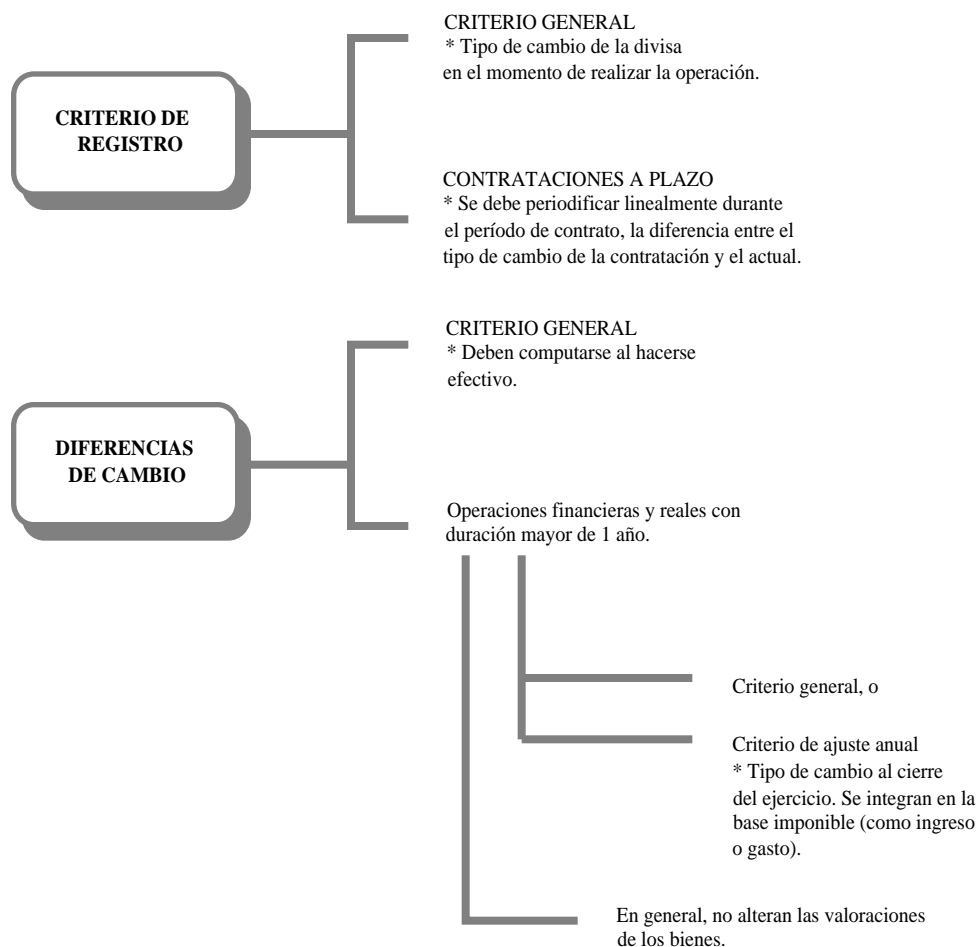 CRITERIO DE
REGISTRO
CRITERIO GENERAL
* Tipo de cambio de la divisa
en el momento de realizar la operación.
CONTRATACIONES A PLAZO
* Se debe periodificar linealmente durante
el período de contrato, la diferencia entre el
tipo de cambio de la contratación y el actual.
DIFERENCIAS
DE CAMBIO
CRITERIO GENERAL
* Deben computarse al hacerse
efectivo.
Operaciones financieras y reales con
duración mayor de 1 año.
Criterio general, o
Criterio de ajuste anual
* Tipo de cambio al cierre
del ejercicio. Se integran en la
base imponible (como ingreso
o gasto).
En general, no alteran las valoraciones
de los bienes.